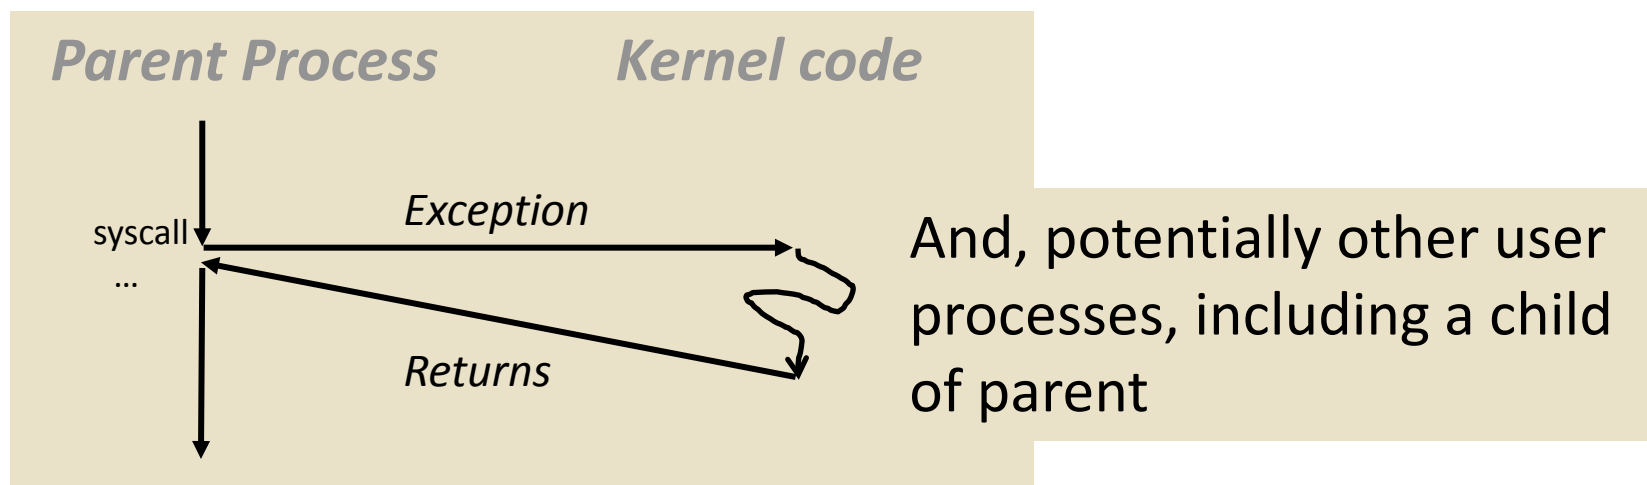 Parent Process
Kernel code
Exception
syscall
...
Returns
And, potentially other user
processes, including a child
of parent